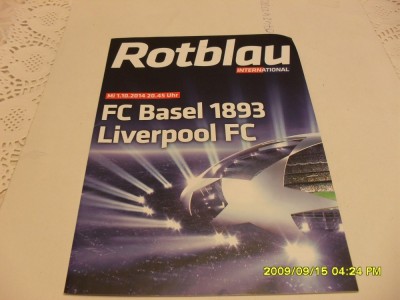 Rotblau
INTERNATIONAL
Mi 1.10.2014 20.45 Uhr
FC Basel 1893
Liverpool FC
2009/09/15 04:24 PM